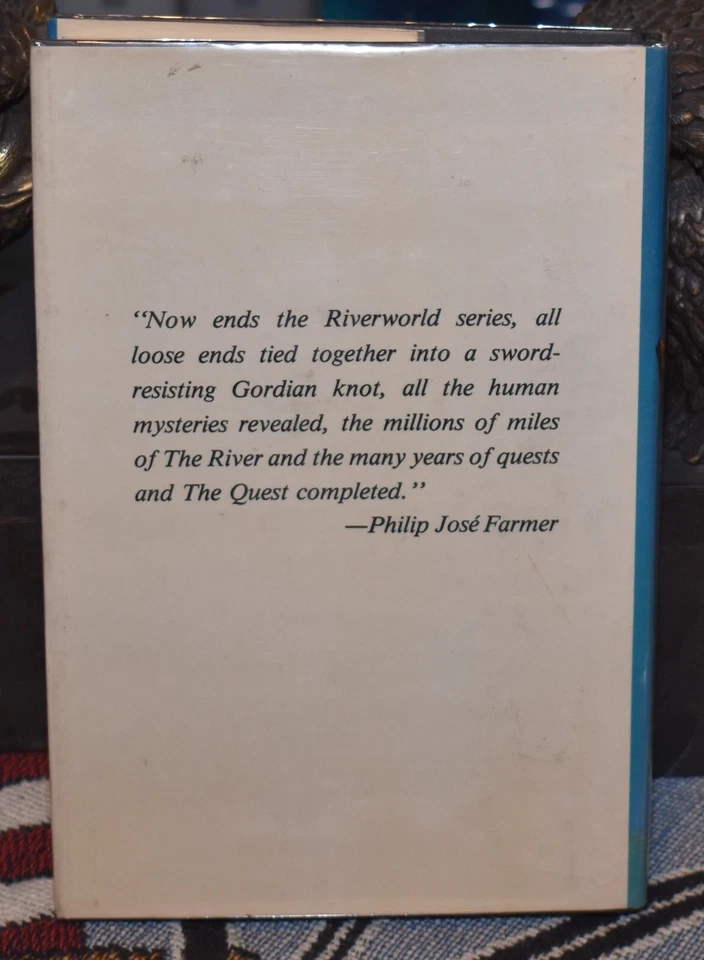 “Now ends the Riverworld series, all
loose ends tied together into a sword-
resisting Gordian knot, all the human
mysteries revealed, the millions of miles
of The River and the many years of quests
and The Quest completed.”
—Philip José Farmer